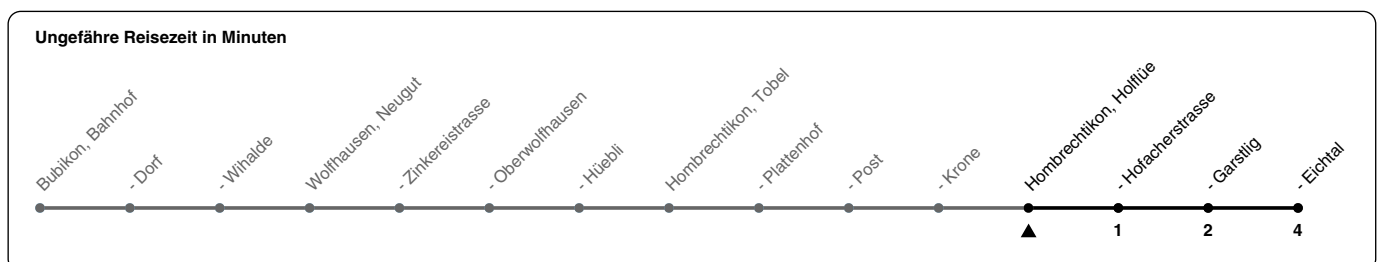 Ungefähre Reisezeit in Minuten
Bubikon, Bahnhof
- Dorf
- Wihalde
Wolfhausen, Neugut
- Zinkereistrasse
- Oberwolfhausen
- Hüebli
Hombrechtikon, Tobel
- Plattenhof
- Post
- Krone
Hombrechtikon, Holflüe
- Hofacherstrasse
- Garstlig
- Eichtal
1 2 4